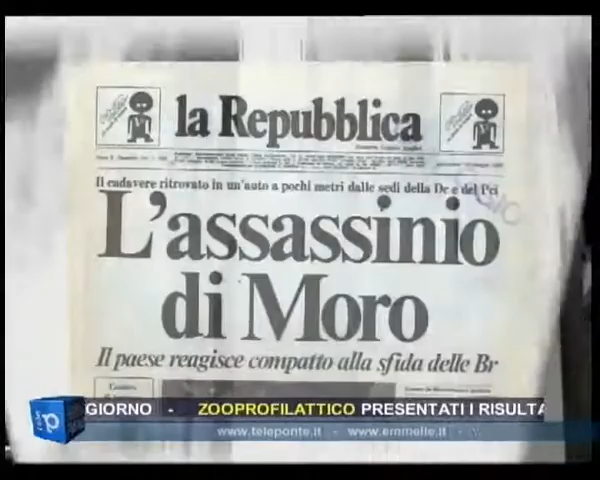 la Repubblica
Il cadavere ritrovato in un'auto a pochi metri dalle sedi della Dc e del Pci
L'assassinio
di Moro
Il paese reagisce compatto alla sfida delle Br
GIORNO - ZOOPROFILATTICO PRESENTATI I RISULTA
www.teleponte.it - www.emmelle.it -